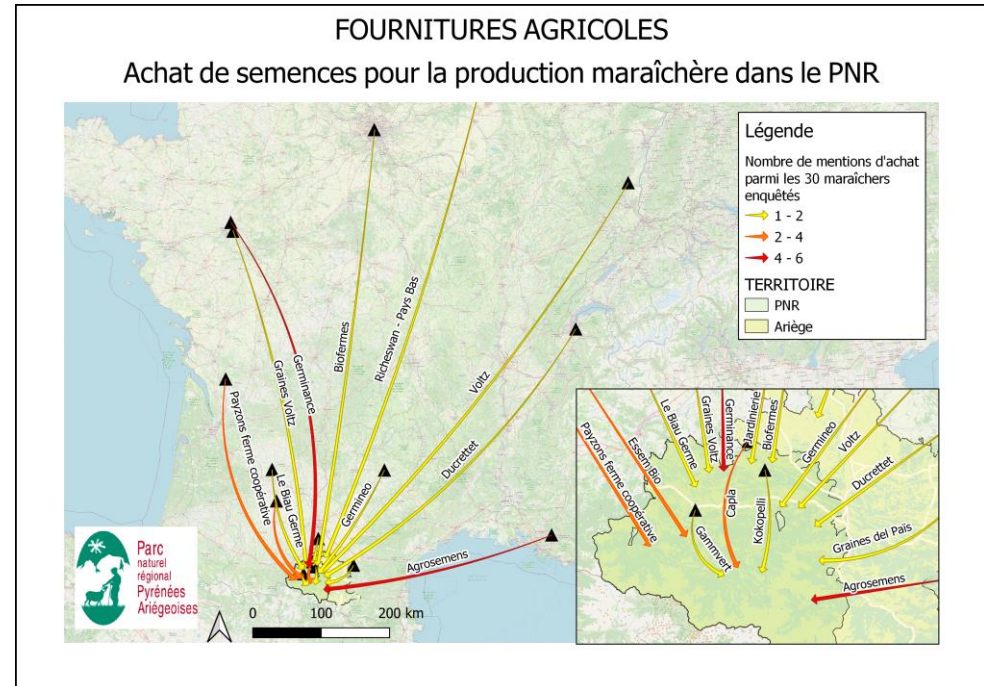 FOURNITURES AGRICOLES
Achat de semences pour la production maraîchère dans le PNR
Légende
Nombre de mentions d'achat
parmi les 30 maraîchers
enquêtés
1 - 2
2 - 4
4 - 6
TERRITOIRE
PNR
Ariège
Payzons ferme coopérative
Le Biau Germe
Graines Voltz
Germinance
Biofermes
Richeswan - Pays Bas
Germineo
Voltz
Ducrettet
Agrosemens
Parc
naturel
régional
Pyrénées
Ariégeoises
0 100 200 km
Payzons ferme coopérative
Essem Bio
Le Biau Germe
Graines Voltz
Germinance
Jardinierie
Biofermes
Germineo
Voltz
Ducrettet
Gammvert
Capla
Kokopelli
Graines del Païs
Agrosemens